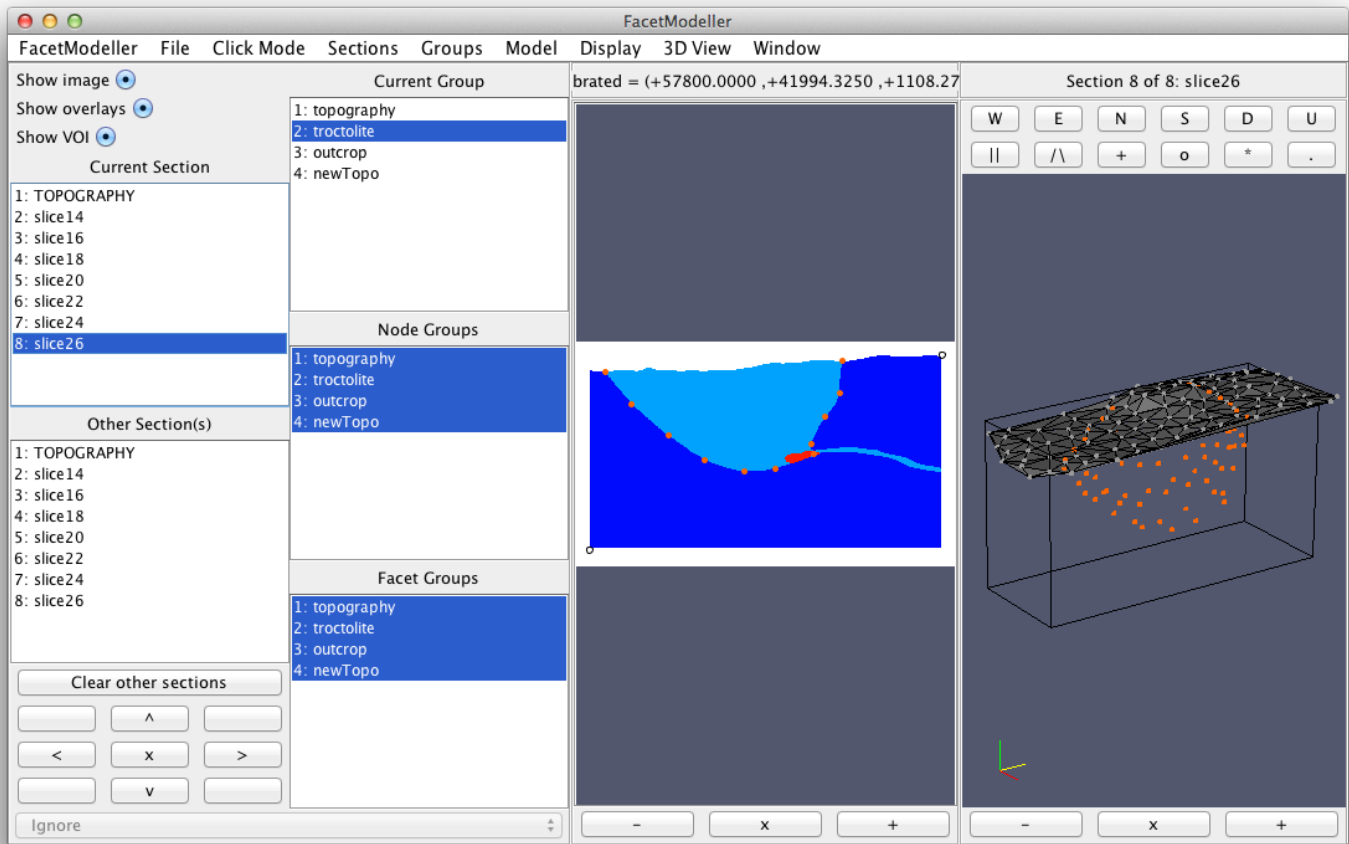 FacetModeller
FacetModeller File Click Mode Sections Groups Model Display 3D View Window
Show image
Show overlays
Show VOI
Current Section
1: TOPOGRAPHY
2: slice14
3: slice16
4: slice18
5: slice20
6: slice22
7: slice24
8: slice26
Other Section(s)
1: TOPOGRAPHY
2: slice14
3: slice16
4: slice18
5: slice20
6: slice22
7: slice24
8: slice26
Clear other sections
^
< x >
v
Ignore
Current Group
1: topography
2: troctolite
3: outcrop
4: newTopo
Node Groups
1: topography
2: troctolite
3: outcrop
4: newTopo
Facet Groups
1: topography
2: troctolite
3: outcrop
4: newTopo
brated = (+57800.0000 ,+41994.3250 ,+1108.27
- x +
Section 8 of 8: slice26
W E N S D U
|| /\ + o * .
- x +